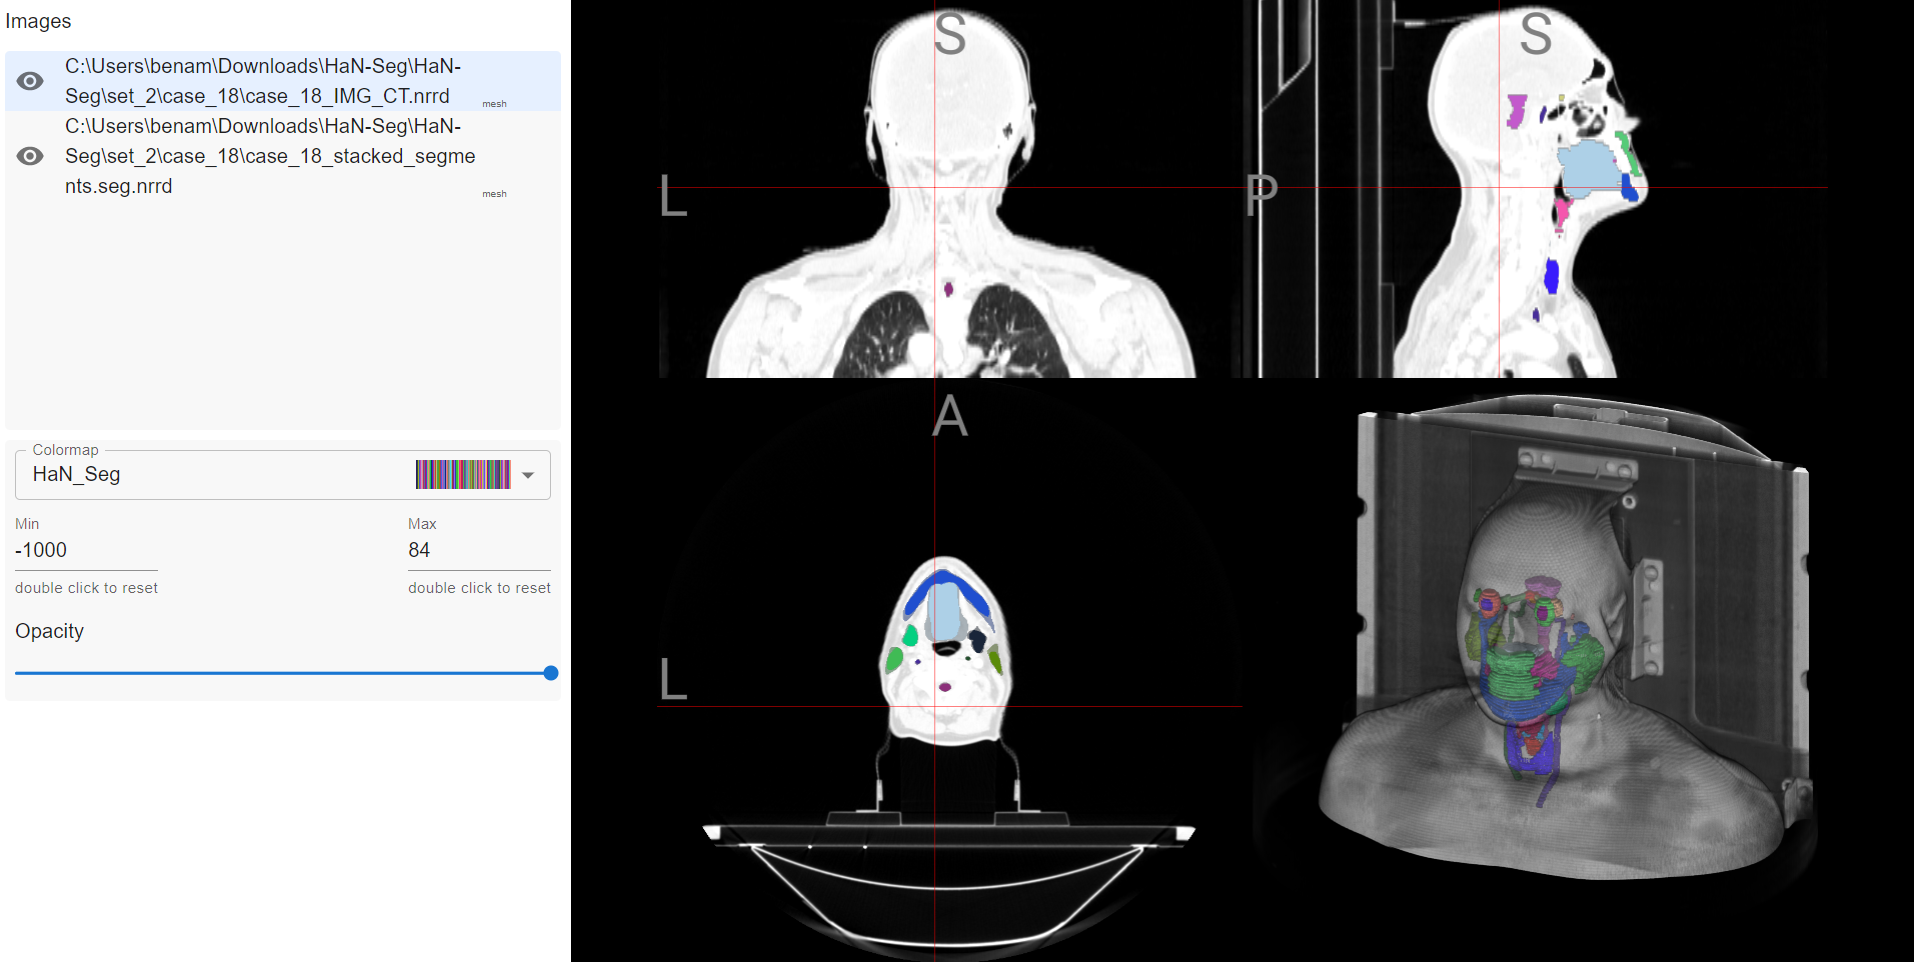 Images
C:\Users\benam\Downloads\HaN-Seg\HaN-
Seg\set_2\case_18\case_18_IMG_CT.nrrd
mesh
C:\Users\benam\Downloads\HaN-Seg\HaN-
Seg\set_2\case_18\case_18_stacked_segme
nts.seg.nrrd
mesh
Colormap
HaN_Seg
Min
Max
-1000
84
double click to reset
double click to reset
Opacity
S
L
S
P
A
L